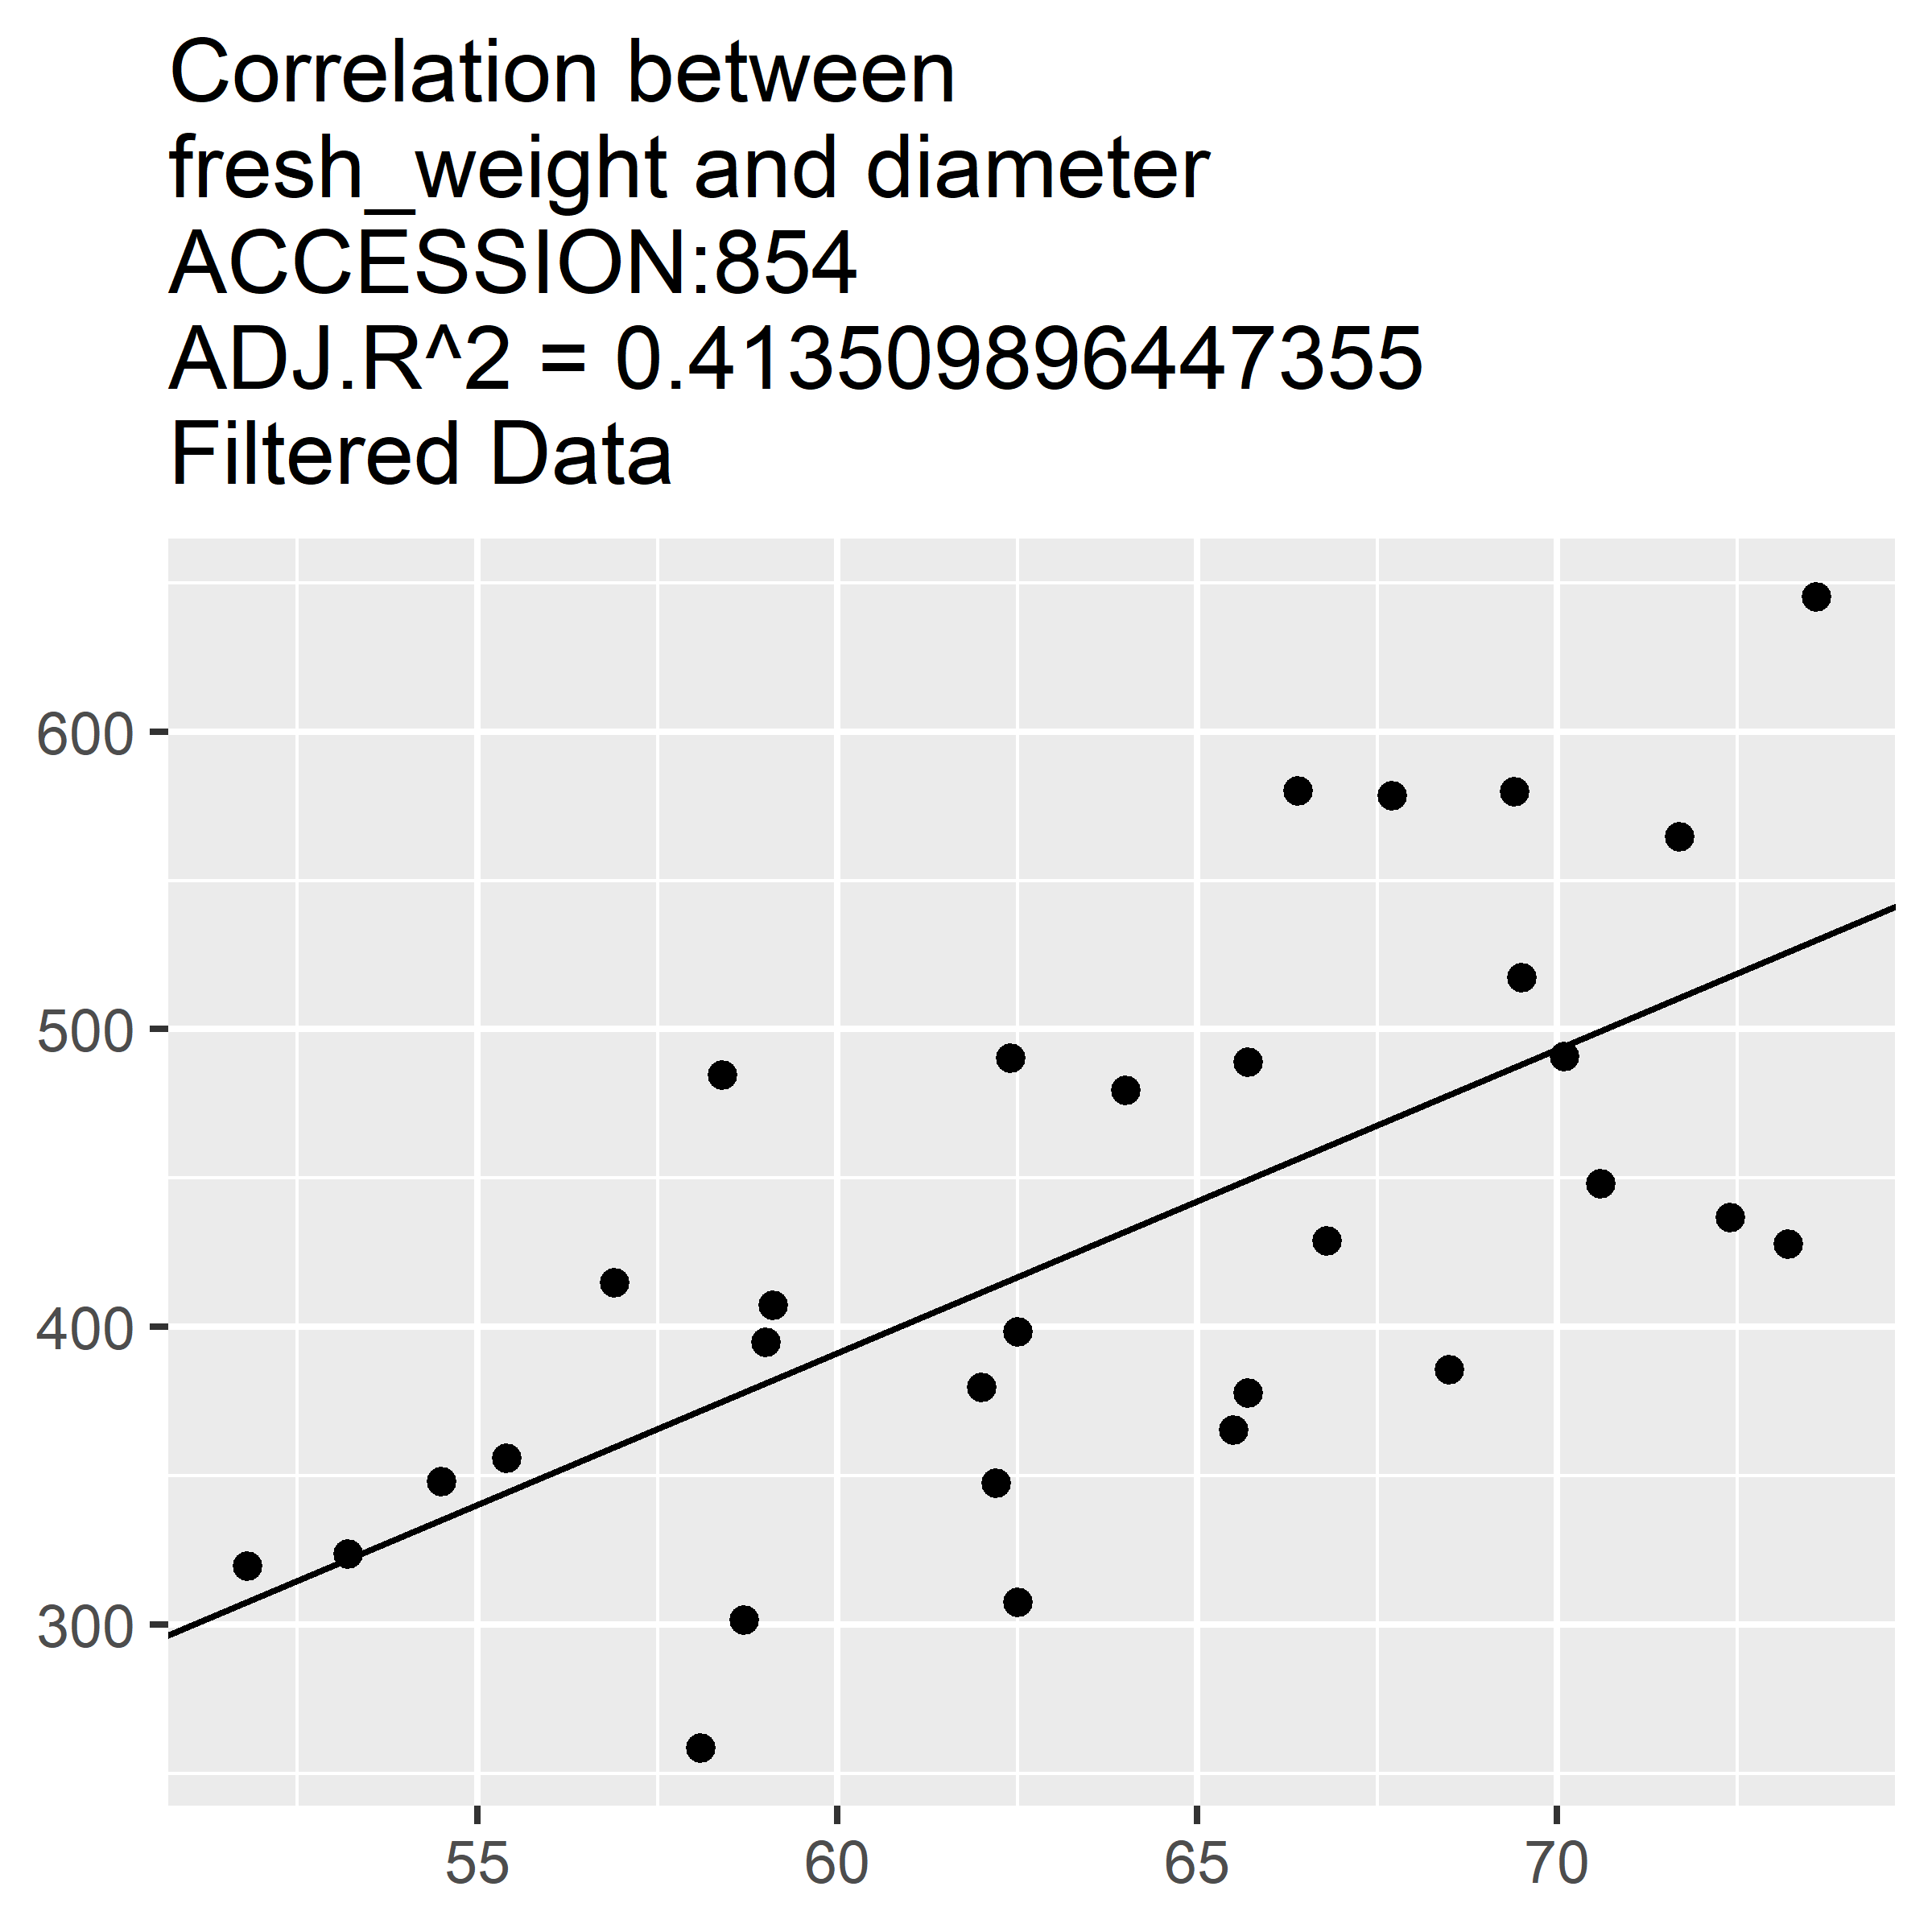 Correlation between
fresh_weight and diameter
ACCESSION:854
ADJ.R^2 = 0.413509896447355
Filtered Data
600
500
400
300
55 60 65 70